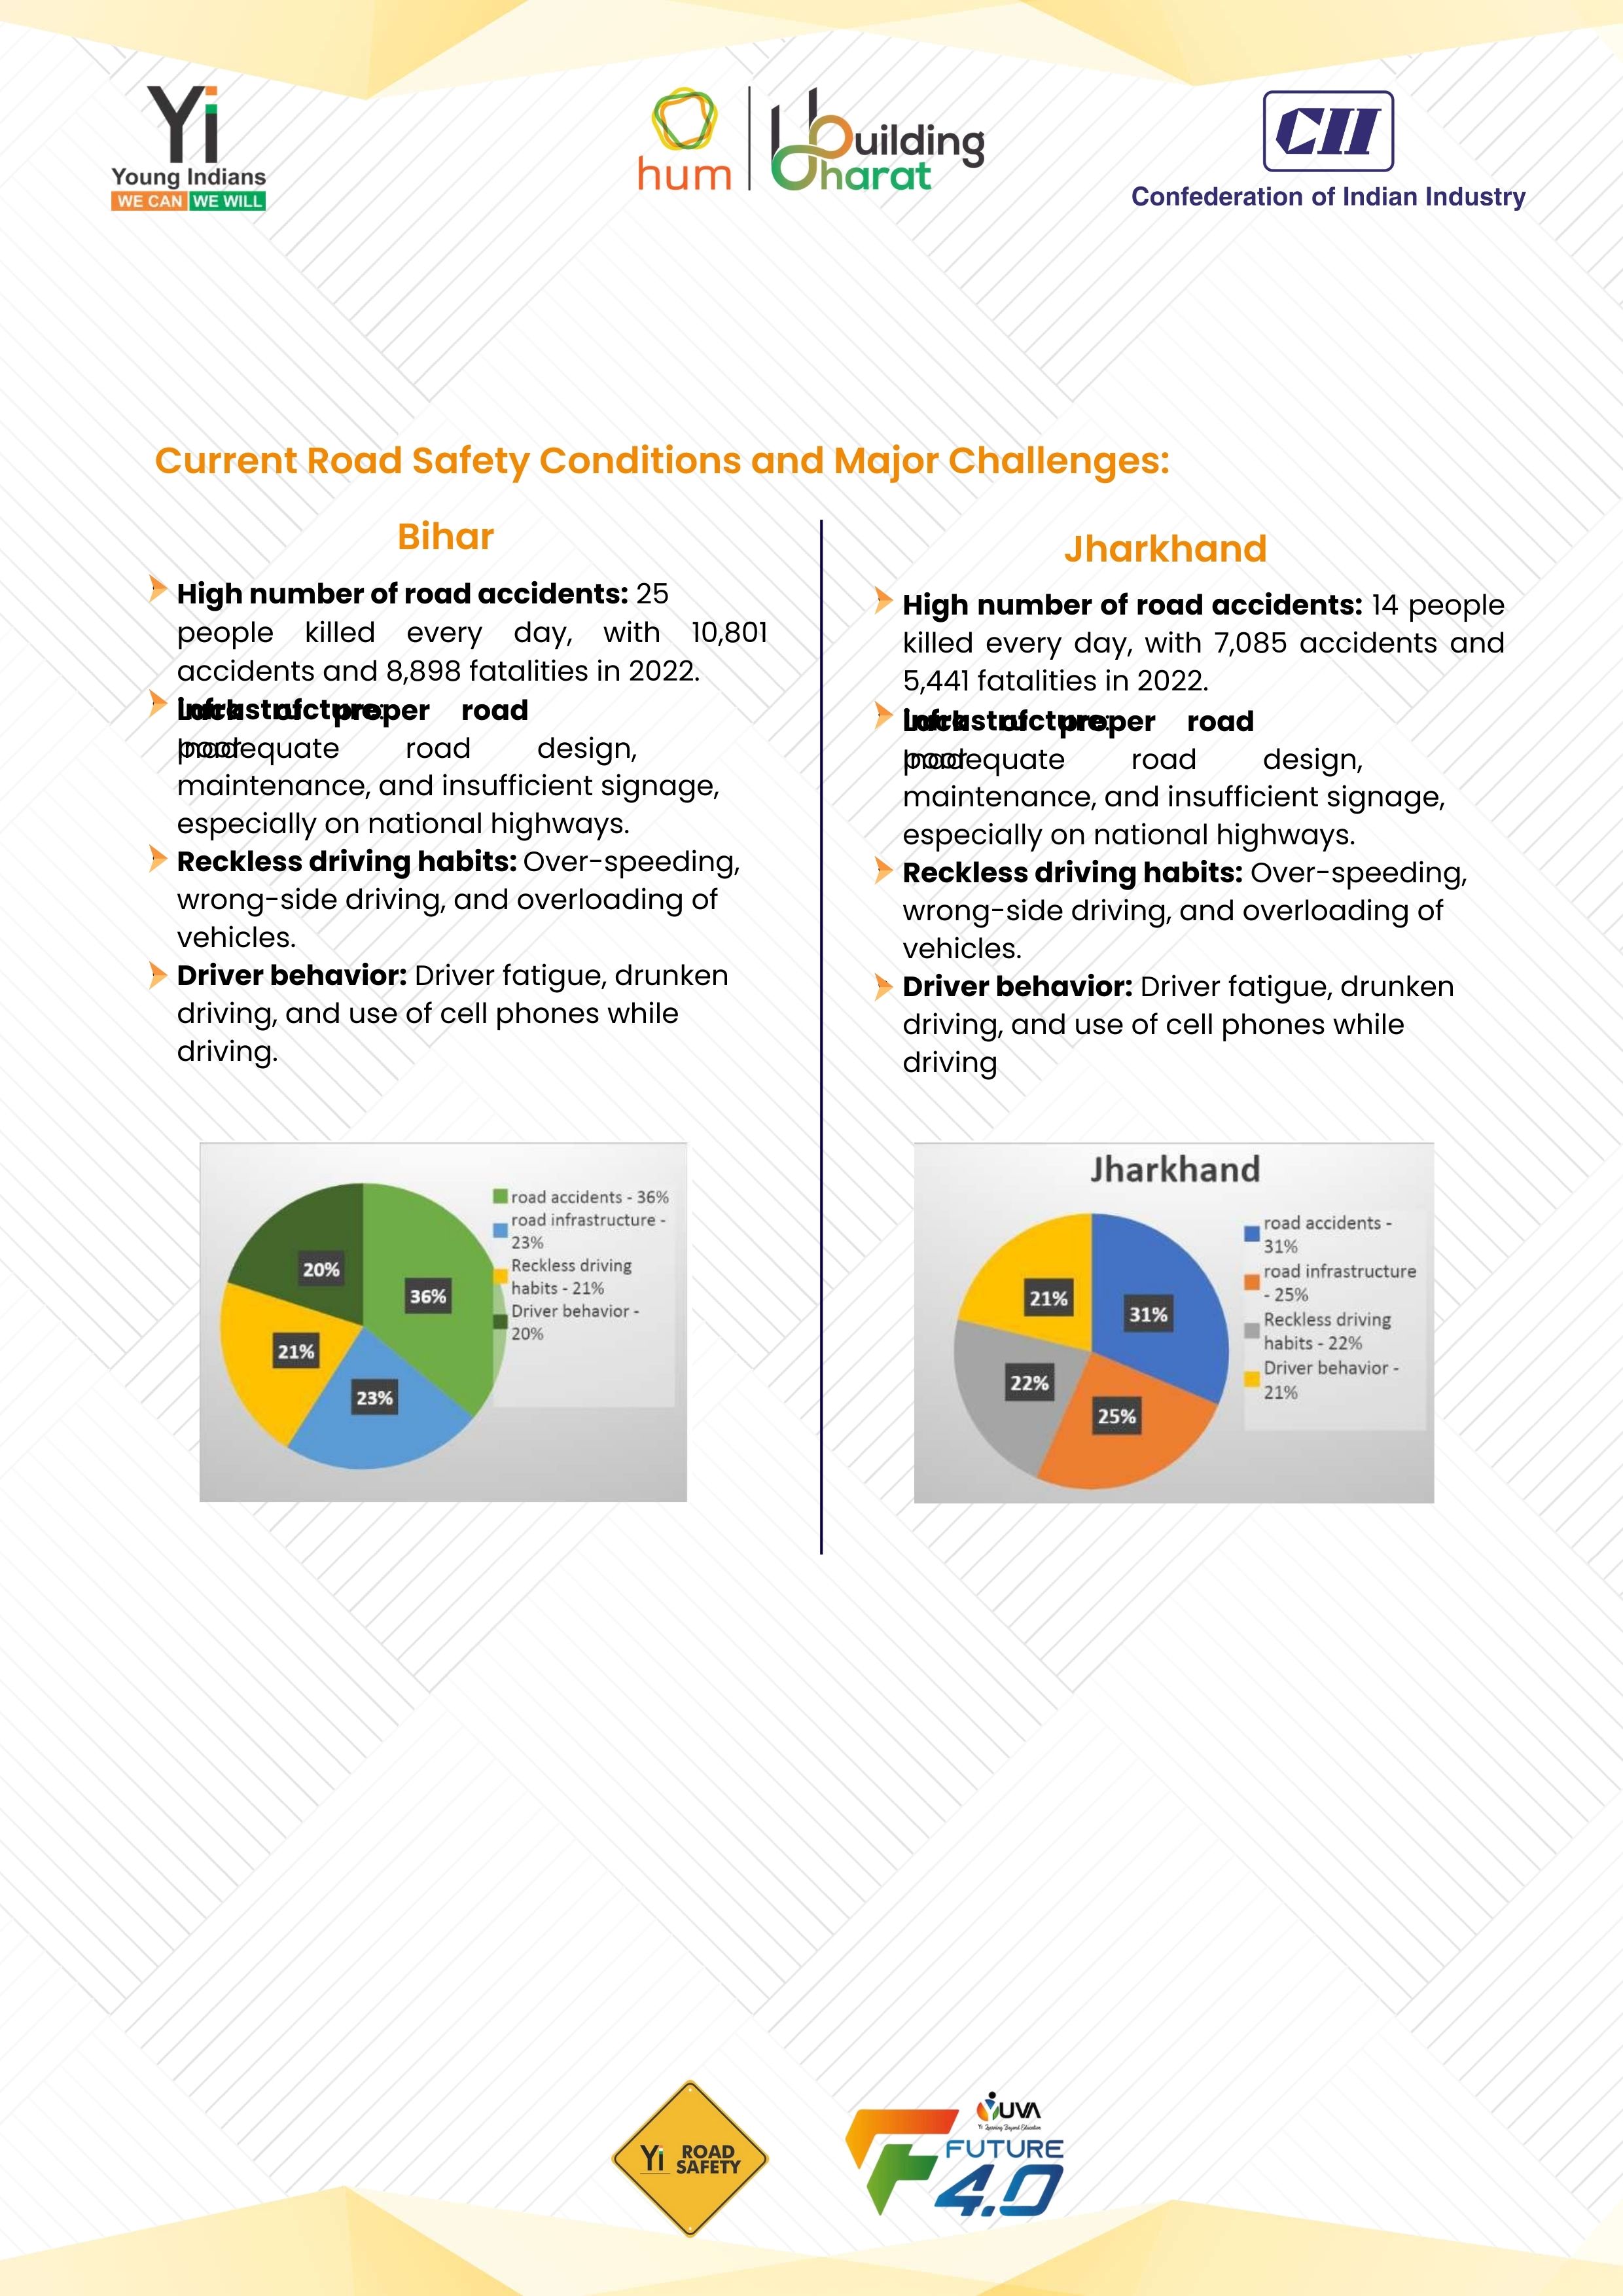 Yi
Young Indians
WE CAN WE WILL
hum
Building
Bharat
CII
Confederation of Indian Industry
Current Road Safety Conditions and Major Challenges:
Bihar
High number of road accidents: 25
people killed every day, with 10,801
accidents and 8,898 fatalities in 2022.
Lack of proper road
infrastructure:
Inadequate road design,
poor
maintenance, and insufficient signage,
especially on national highways.
Reckless driving habits: Over-speeding,
wrong-side driving, and overloading of
vehicles.
Driver behavior: Driver fatigue, drunken
driving, and use of cell phones while
driving.
road accidents - 36%
road infrastructure -
23%
Reckless driving
habits - 21%
Driver behavior -
20%
20%
36%
21%
23%
Jharkhand
High number of road accidents: 14 people
killed every day, with 7,085 accidents and
5,441 fatalities in 2022.
Lack of proper road
infrastructure:
Inadequate road design,
poor
maintenance, and insufficient signage,
especially on national highways.
Reckless driving habits: Over-speeding,
wrong-side driving, and overloading of
vehicles.
Driver behavior: Driver fatigue, drunken
driving, and use of cell phones while
driving
Jharkhand
road accidents -
31%
road infrastructure
- 25%
Reckless driving
habits - 22%
Driver behavior -
21%
21%
31%
22%
25%
Yi ROAD
SAFETY
YUVA
Yi Learning Beyond Education
FUTURE
4.0